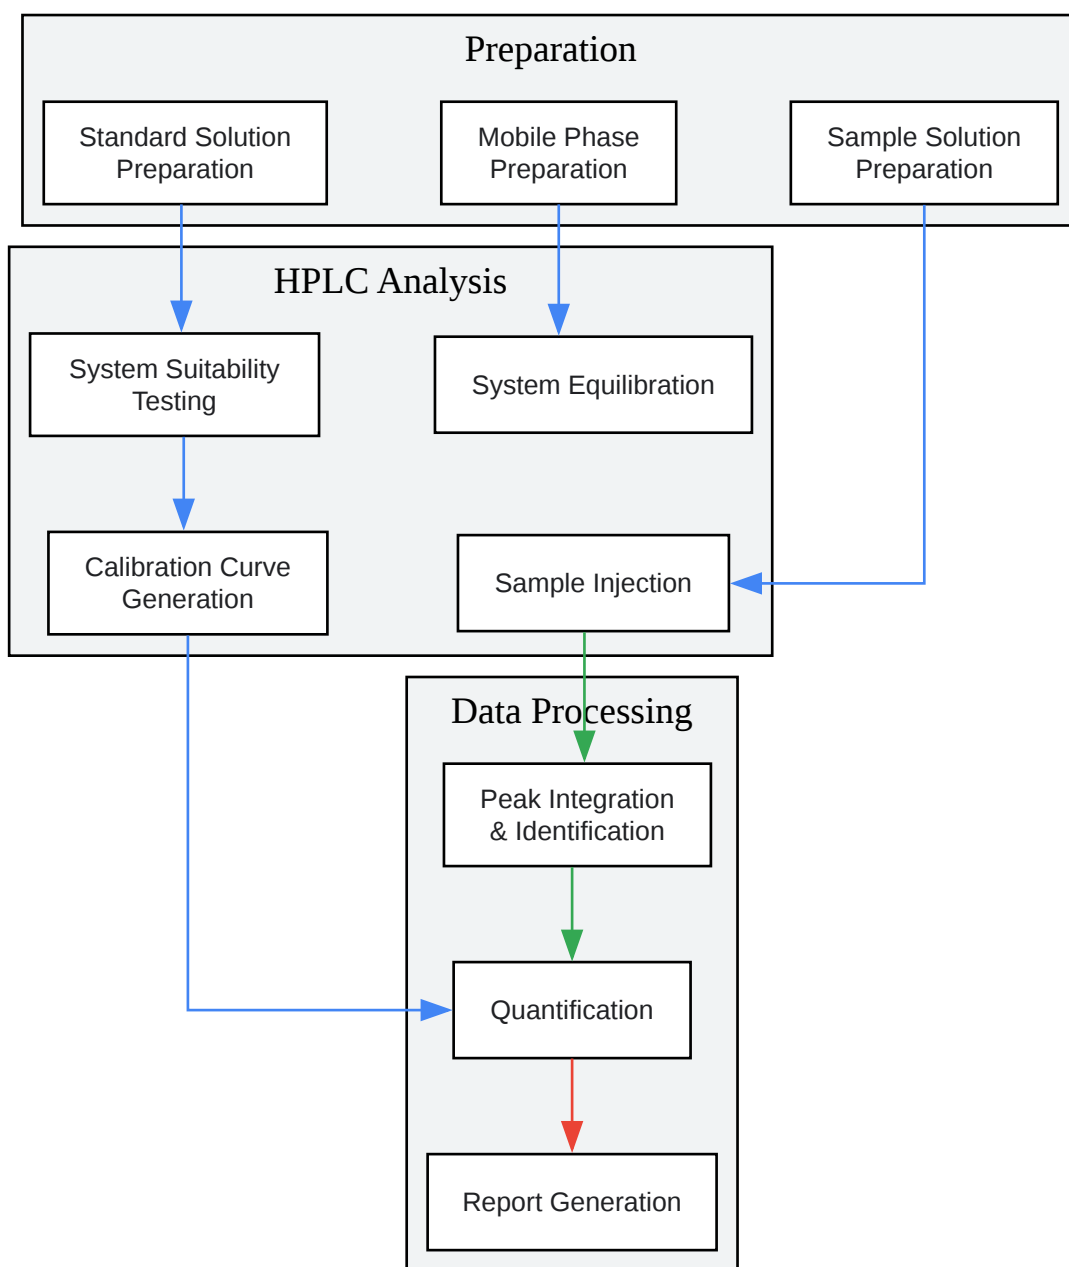 Preparation
Standard Solution
Preparation
Mobile Phase
Preparation
Sample Solution
Preparation
HPLC Analysis
System Suitability
Testing
System Equilibration
Calibration Curve
Generation
Sample Injection
Data Processing
Peak Integration
& Identification
Quantification
Report Generation